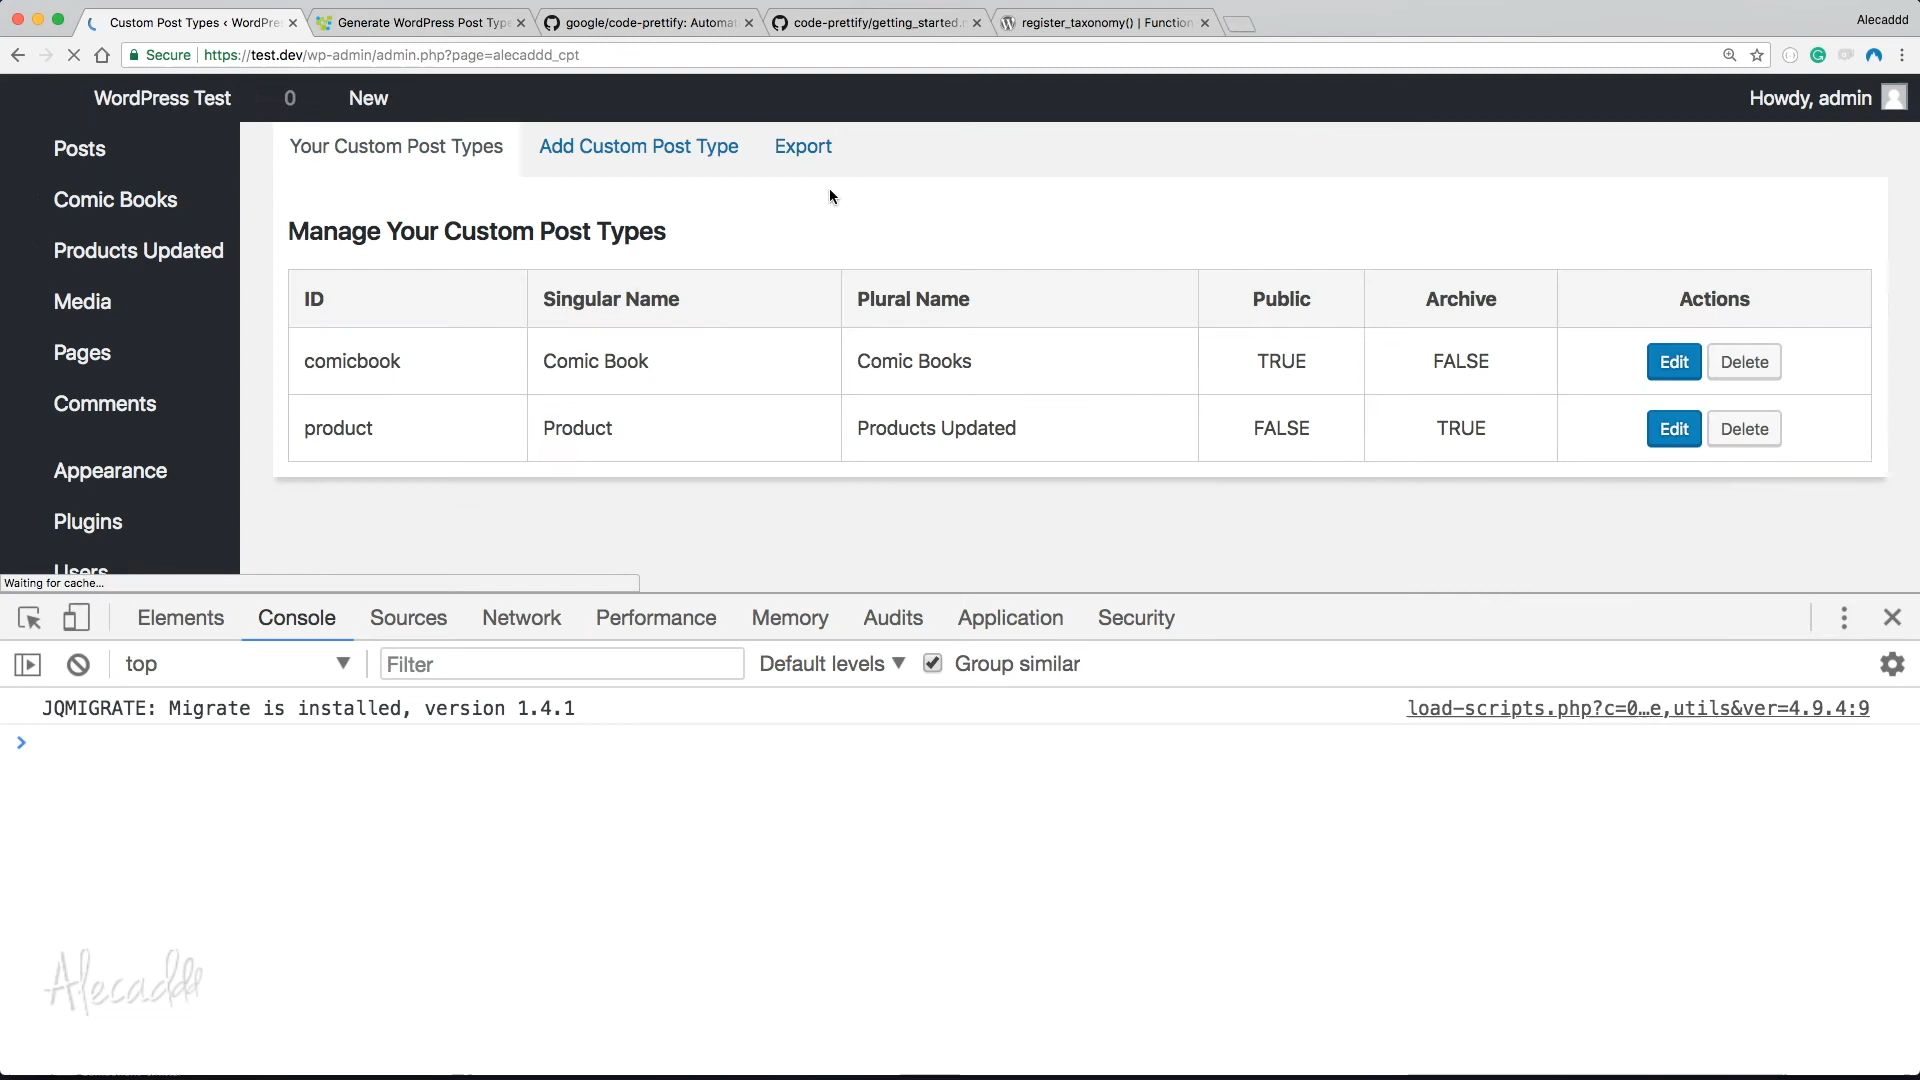 Custom Post Types ‹ WordPres
Generate WordPress Post Type
google/code-prettify: Automat
code-prettify/getting_started.m
register_taxonomy() | Function
Alecaddd
Secure
https://test.dev/wp-admin/admin.php?page=alecaddd_cpt
WordPress Test
0
New
Howdy, admin
Posts
Comic Books
Products Updated
Media
Pages
Comments
Appearance
Plugins
Users
Your Custom Post Types
Add Custom Post Type
Export
Manage Your Custom Post Types
ID Singular Name Plural Name Public Archive Actions
comicbook Comic Book Comic Books TRUE FALSE Edit Delete
product Product Products Updated FALSE TRUE Edit Delete
Waiting for cache...
Elements Console Sources Network Performance Memory Audits Application Security
top
Filter
Default levels
Group similar
JQMIGRATE: Migrate is installed, version 1.4.1
load-scripts.php?c=0…e,utils&ver=4.9.4:9
Alecaddd